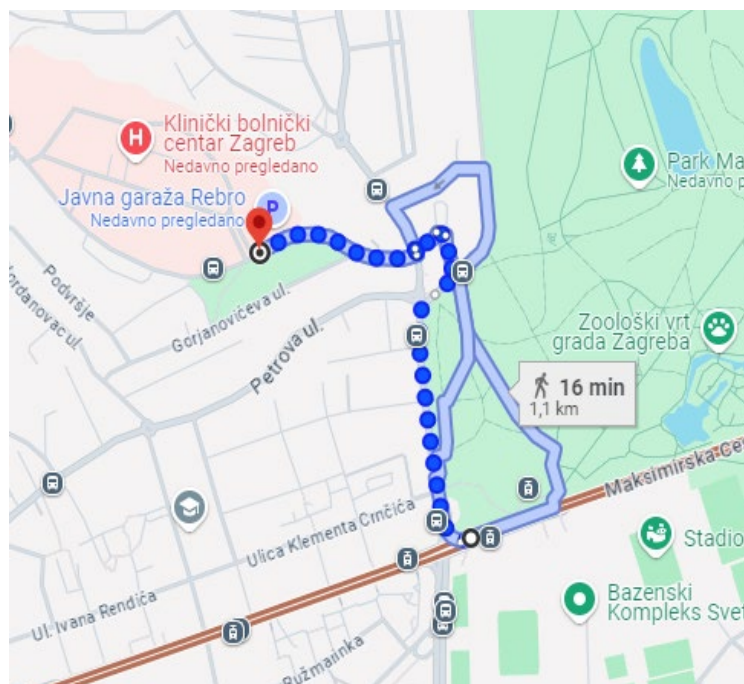 H
Klinički bolnički
centar Zagreb
Nedavno pregledano
Park Ma
Nedavno p
Javna garaža Rebro
Nedavno pregledano
P
Podvršje
ordanovac ul.
Gorjanovićeva ul.
Petrova ul.
Zoološki vrt
grada Zagreba
16 min
1,1 km
Maksimirska Ce
Ulica Klementa Crnčića
Stadio
Ul. Ivana Rendića
Bazenski
Kompleks Svet
Ružmarinka